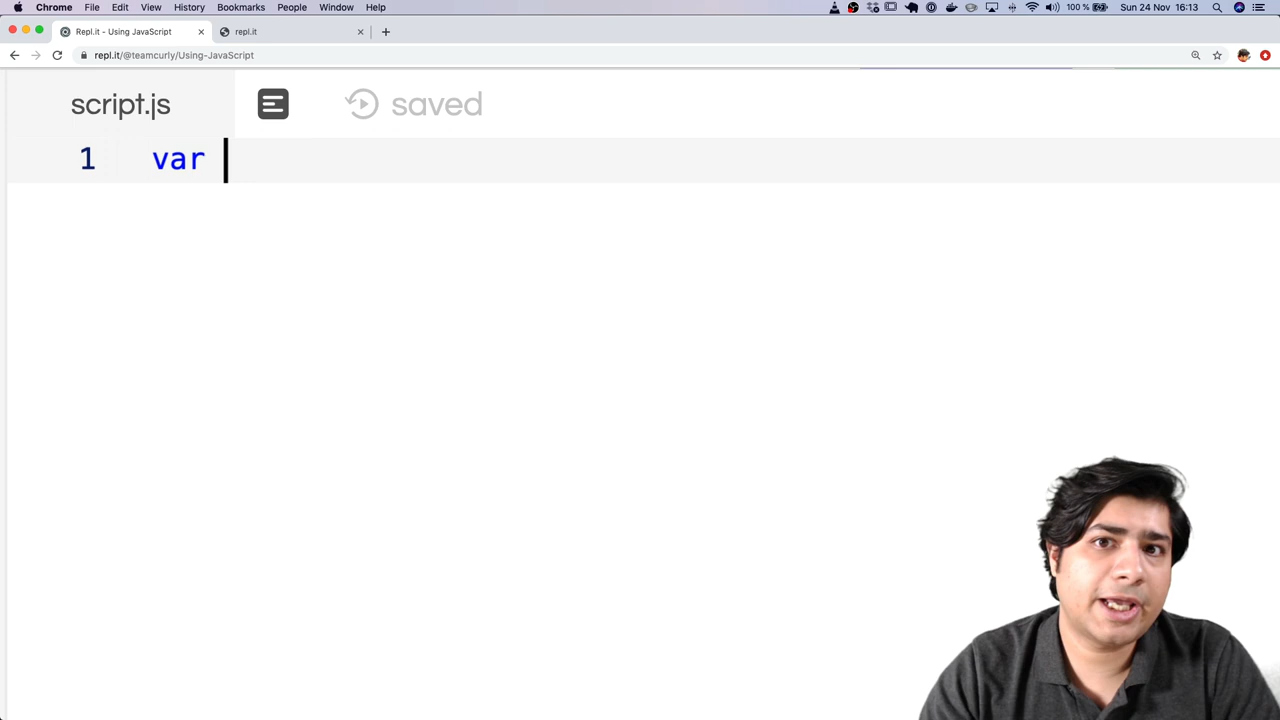 Chrome File Edit View History Bookmarks People Window Help 100 % Sun 24 Nov 16:13
Repl.it - Using JavaScript repl.it
repl.it/@teamcurly/Using-JavaScript
script.js saved
1 var